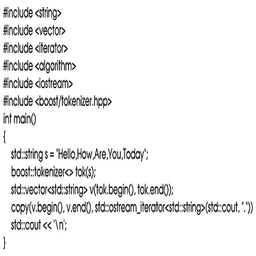 #include <string>
#include <vector>
#include <iterator>
#include <algorithm>
#include <iostream>
#include <boost/tokenizer.hpp>
int main()
{
std::string s = "Hello,How,Are,You,Today";
boost::tokenizer<> tok(s);
std::vector<std::string> v(tok.begin(), tok.end());
copy(v.begin(), v.end(), std::ostream_iterator<std::string>(std::cout, "."))
std::cout << '\n';
}